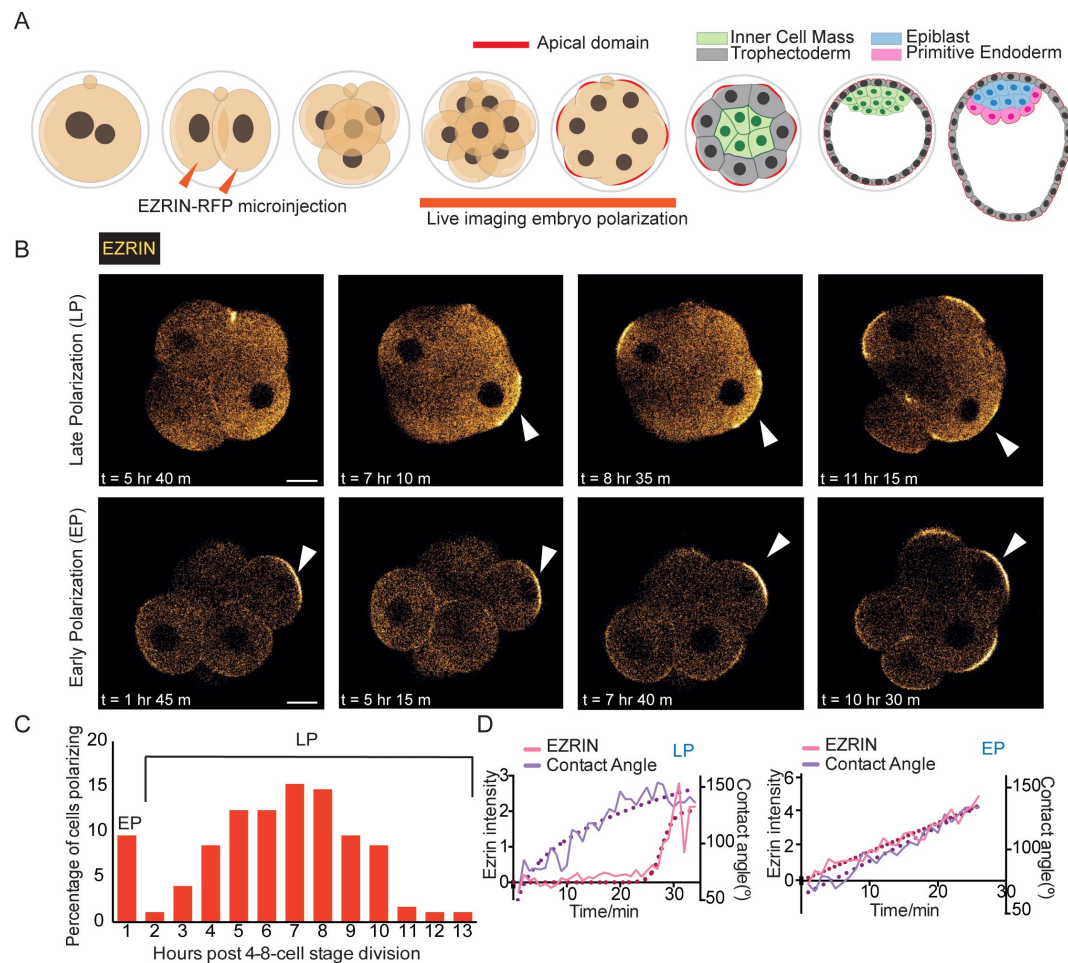 A
Apical domain
Inner Cell Mass
Trophectoderm
Epiblast
Primitive Endoderm
EZRIN-RFP microinjection
Live imaging embryo polarization
B
EZRIN
Late Polarization (LP)
t = 5 hr 40 m
t = 7 hr 10 m
t = 8 hr 35 m
t = 11 hr 15 m
Early Polarization (EP)
t = 1 hr 45 m
t = 5 hr 15 m
t = 7 hr 40 m
t = 10 hr 30 m
C
Percentage of cells polarizing
20
15
10
5
0
EP
LP
1 2 3 4 5 6 7 8 9 10 11 12 13
Hours post 4-8-cell stage division
D
EZRIN
Contact Angle
LP
Ezrin intensity
3
2
1
0
10 20 30
Time/min
150
100
50
Contact angle(º)
EZRIN
Contact Angle
EP
Ezrin intensity
6
4
2
0
10 20 30
Time/min
150
100
50
Contact angle(º)